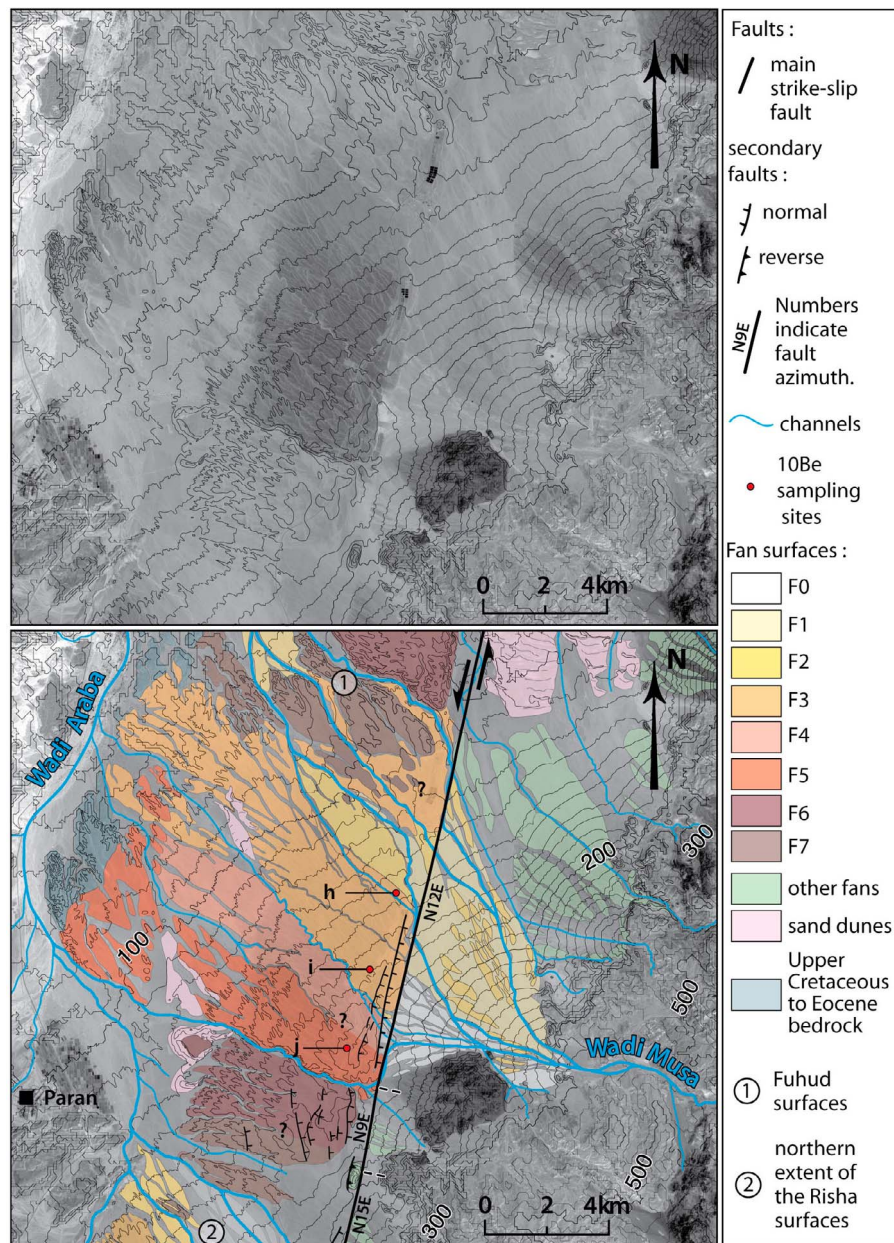 N
0 2 4km
Wadi Araba
1
N
?
300
200
h
N12E
i
100
500
?
j
Wadi Musa
Paran
?
N9E
N15E
500
2
300
0 2 4km
Faults :
main
strike-slip
fault
secondary
faults :
normal
reverse
N9E
Numbers
indicate
fault
azimuth.
channels
10Be
sampling
sites
Fan surfaces :
F0
F1
F2
F3
F4
F5
F6
F7
other fans
sand dunes
Upper
Cretaceous
to Eocene
bedrock
1
Fuhud
surfaces
2
northern
extent of
the Risha
surfaces